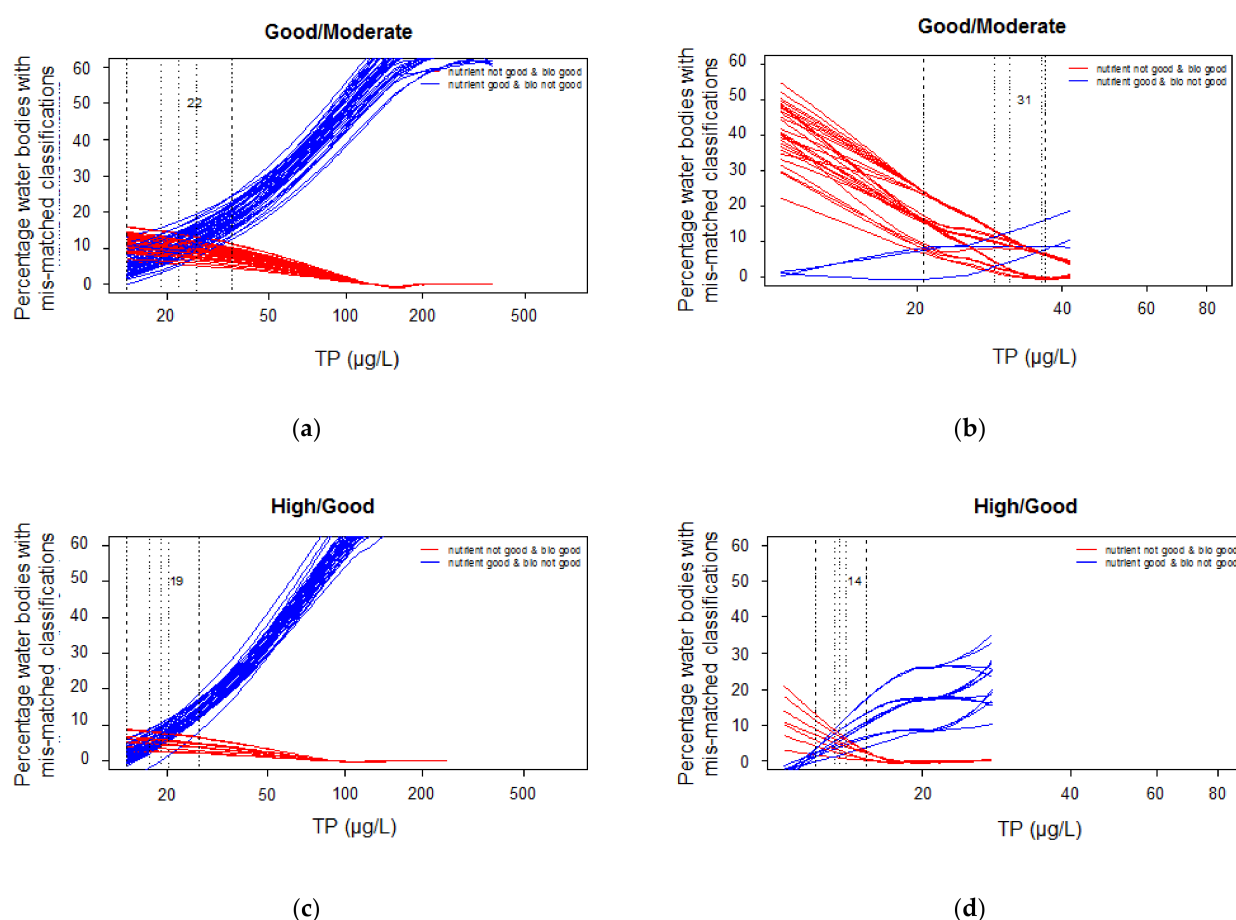 Good/Moderate
Percentage water bodies with
mis-matched classifications
60
50
40
30
20
10
0
22
nutrient not good & bio good
nutrient good & bio not good
20
50
100
200
500
TP (µg/L)
(a)
Good/Moderate
Percentage water bodies with
mis-matched classifications
60
50
40
30
20
10
0
31
nutrient not good & bio good
nutrient good & bio not good
20
40
60
80
TP (µg/L)
(b)
High/Good
Percentage water bodies with
mis-matched classifications
60
50
40
30
20
10
0
19
nutrient not good & bio good
nutrient good & bio not good
20
50
100
200
500
TP (µg/L)
(c)
High/Good
Percentage water bodies with
mis-matched classifications
60
50
40
30
20
10
0
14
nutrient not good & bio good
nutrient good & bio not good
20
40
60
80
TP (µg/L)
(d)